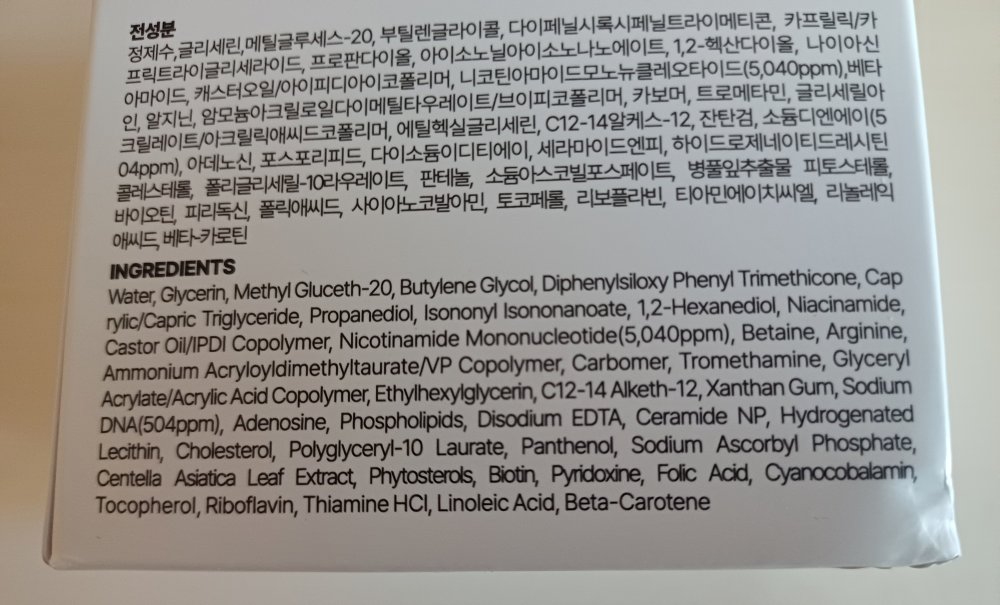 전성분
정제수,글리세린,메틸글루세스-20, 부틸렌글라이콜, 다이페닐시록시페닐트라이메티콘, 카프릴릭/카
프릭트라이글리세라이드, 프로판다이올, 아이소노닐아이소노나노에이트, 1,2-헥산다이올, 나이아신
아마이드, 캐스터오일/아이피디아이코폴리머, 니코틴아마이드모노뉴클레오타이드(5,040ppm),베타
인, 알지닌, 암모늄아크릴로일다이메틸타우레이트/브이피코폴리머, 카보머, 트로메타민, 글리세릴아
크릴레이트/아크릴릭애씨드코폴리머, 에틸헥실글리세린, C12-14알케스-12, 잔탄검, 소듐디엔에이(5
04ppm), 아데노신, 포스포리피드, 다이소듐이디티에이, 세라마이드엔피, 하이드로제네이티드레시틴
콜레스테롤, 폴리글리세릴-10라우레이트, 판테놀, 소듐아스코빌포스페이트, 병풀잎추출물 피토스테롤,
바이오틴, 피리독신, 폴릭애씨드, 사이아노코발아민, 토코페롤, 리보플라빈, 티아민에이치씨엘, 리놀레익
애씨드, 베타-카로틴
INGREDIENTS
Water, Glycerin, Methyl Gluceth-20, Butylene Glycol, Diphenylsiloxy Phenyl Trimethicone, Cap
rylic/Capric Triglyceride, Propanediol, Isononyl Isononanoate, 1,2-Hexanediol, Niacinamide,
Castor Oil/IPDI Copolymer, Nicotinamide Mononucleotide(5,040ppm), Betaine, Arginine,
Ammonium Acryloyldimethyltaurate/VP Copolymer, Carbomer, Tromethamine, Glyceryl
Acrylate/Acrylic Acid Copolymer, Ethylhexylglycerin, C12-14 Alketh-12, Xanthan Gum, Sodium
DNA(504ppm), Adenosine, Phospholipids, Disodium EDTA, Ceramide NP, Hydrogenated
Lecithin, Cholesterol, Polyglyceryl-10 Laurate, Panthenol, Sodium Ascorbyl Phosphate,
Centella Asiatica Leaf Extract, Phytosterols, Biotin, Pyridoxine, Folic Acid, Cyanocobalamin,
Tocopherol, Riboflavin, Thiamine HCl, Linoleic Acid, Beta-Carotene